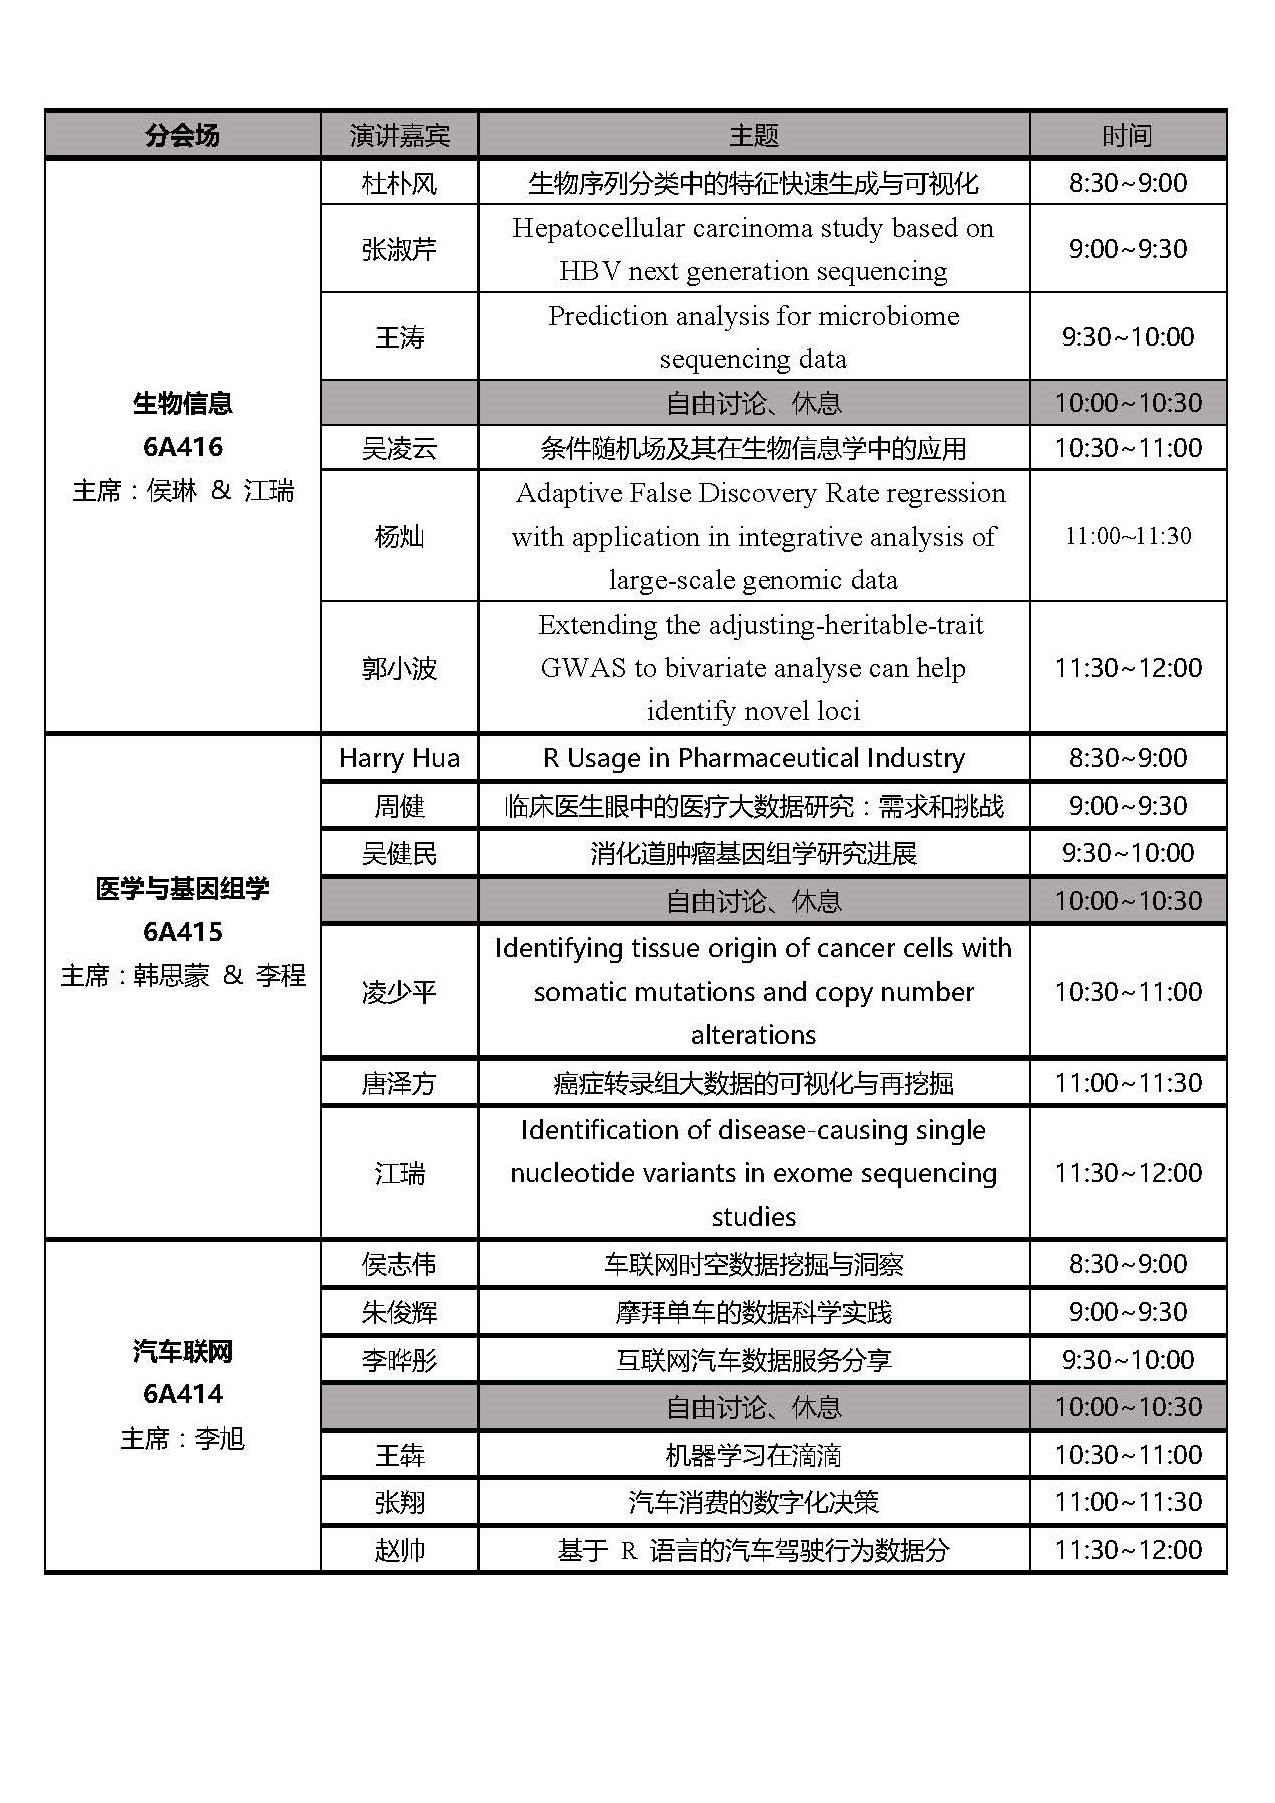 分会场 演讲嘉宾 主题 时间
杜朴风 生物序列分类中的特征快速生成与可视化 8:30~9:00
张淑芹 Hepatocellular carcinoma study based on
HBV next generation sequencing 9:00~9:30
王涛 Prediction analysis for microbiome
sequencing data 9:30~10:00
生物信息
6A416
主席：侯琳 & 江瑞
自由讨论、休息 10:00~10:30
吴凌云 条件随机场及其在生物信息学中的应用 10:30~11:00
杨灿 Adaptive False Discovery Rate regression
with application in integrative analysis of
large-scale genomic data 11:00~11:30
郭小波 Extending the adjusting-heritable-trait
GWAS to bivariate analyse can help
identify novel loci 11:30~12:00
Harry Hua R Usage in Pharmaceutical Industry 8:30~9:00
周健 临床医生眼中的医疗大数据研究：需求和挑战 9:00~9:30
吴健民 消化道肿瘤基因组学研究进展 9:30~10:00
医学与基因组学
6A415
主席：韩思蒙 & 李程
自由讨论、休息 10:00~10:30
凌少平 Identifying tissue origin of cancer cells with
somatic mutations and copy number
alterations 10:30~11:00
唐泽方 癌症转录组大数据的可视化与再挖掘 11:00~11:30
江瑞 Identification of disease-causing single
nucleotide variants in exome sequencing
studies 11:30~12:00
侯志伟 车联网时空数据挖掘与洞察 8:30~9:00
朱俊辉 摩拜单车的数据科学实践 9:00~9:30
李晔彤 互联网汽车数据服务分享 9:30~10:00
汽车联网
6A414
主席：李旭
自由讨论、休息 10:00~10:30
王犇 机器学习在滴滴 10:30~11:00
张翔 汽车消费的数字化决策 11:00~11:30
赵帅 基于 R 语言的汽车驾驶行为数据分 11:30~12:00